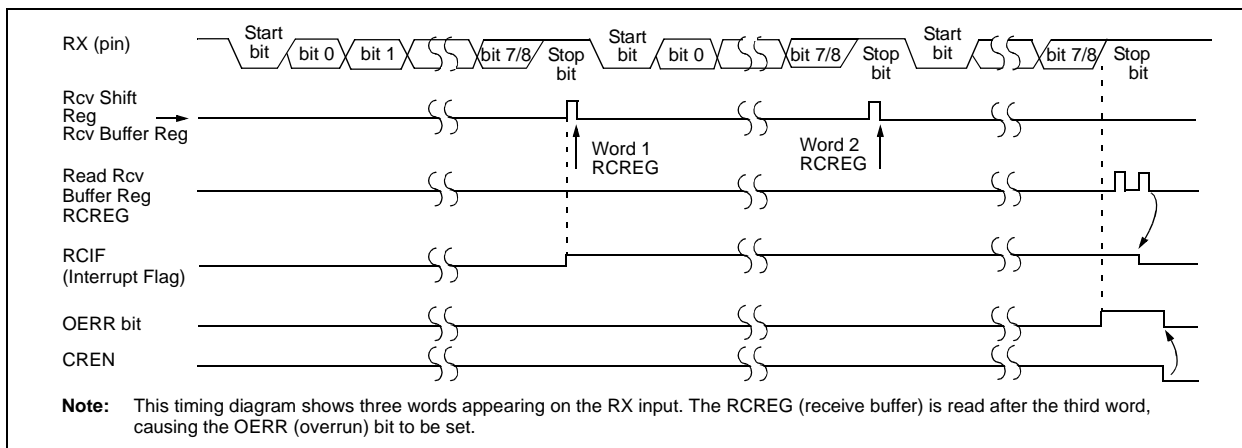 RX (pin)
Start bit
bit 0
bit 1
bit 7/8
Stop bit
Start bit
bit 0
bit 7/8
Stop bit
Start bit
bit 7/8
Stop bit
Rcv Shift
Reg
Rcv Buffer Reg
Word 1
RCREG
Word 2
RCREG
Read Rcv
Buffer Reg
RCREG
RCIF
(Interrupt Flag)
OERR bit
CREN
Note: This timing diagram shows three words appearing on the RX input. The RCREG (receive buffer) is read after the third word,
causing the OERR (overrun) bit to be set.